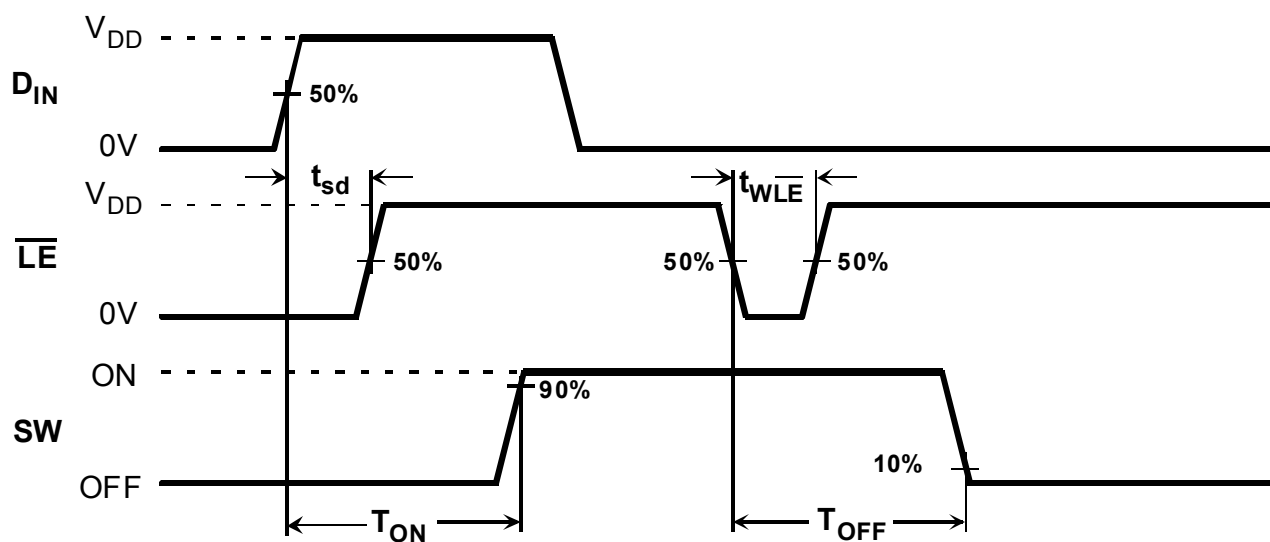 V_DD
D_IN
50%
0V
t_sd
t_WLE
V_DD
LE
50%
50%
50%
0V
ON
90%
SW
10%
OFF
T_ON
T_OFF